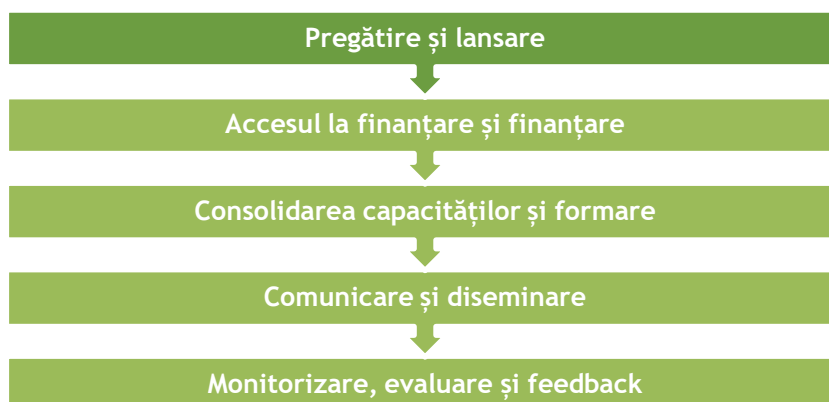 Pregătire și lansare
Accesul la finanțare și finanțare
Consolidarea capacităților și formare
Comunicare și diseminare
Monitorizare, evaluare și feedback